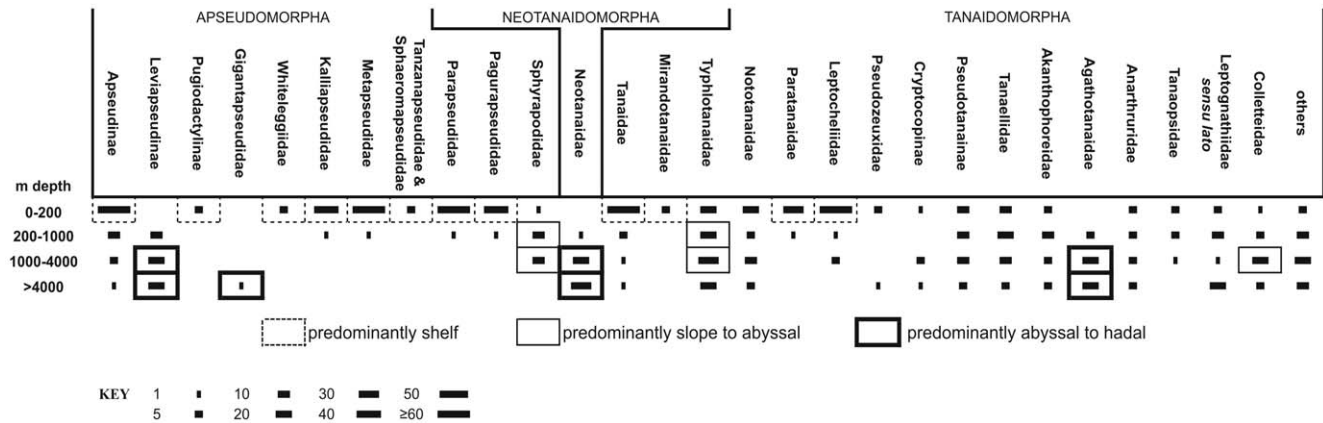 APSEUDOMORPHA NEOTANAIDOMORPHA TANAIDOMORPHA
Apseudinae
Leviapseudinae
Pugiodactylinae
Gigantapseudidae
Whiteleggiidae
Kalliapseudidae
Metapseudidae
Tanzanapseudidae &
Sphaeromapseudidae
Parapseudidae
Pagurapseudidae
Sphyrapodidae
Neotanaidae
Tanaidae
Mirandotanaidae
Typhlotanaidae
Nototanaidae
Paratanaidae
Leptocheliidae
Pseudozeuxidae
Cryptocopinae
Pseudotanainae
Tanaellidae
Akanthophoreidae
Agathotanaidae
Anarthruridae
Tanaopsidae
Leptognathiidae
sensu lato
Colletteidae
others
m depth
0-200
200-1000
1000-4000
>4000
predominantly shelf predominantly slope to abyssal predominantly abyssal to hadal
KEY 1 10 30 50
5 20 40 ≥60